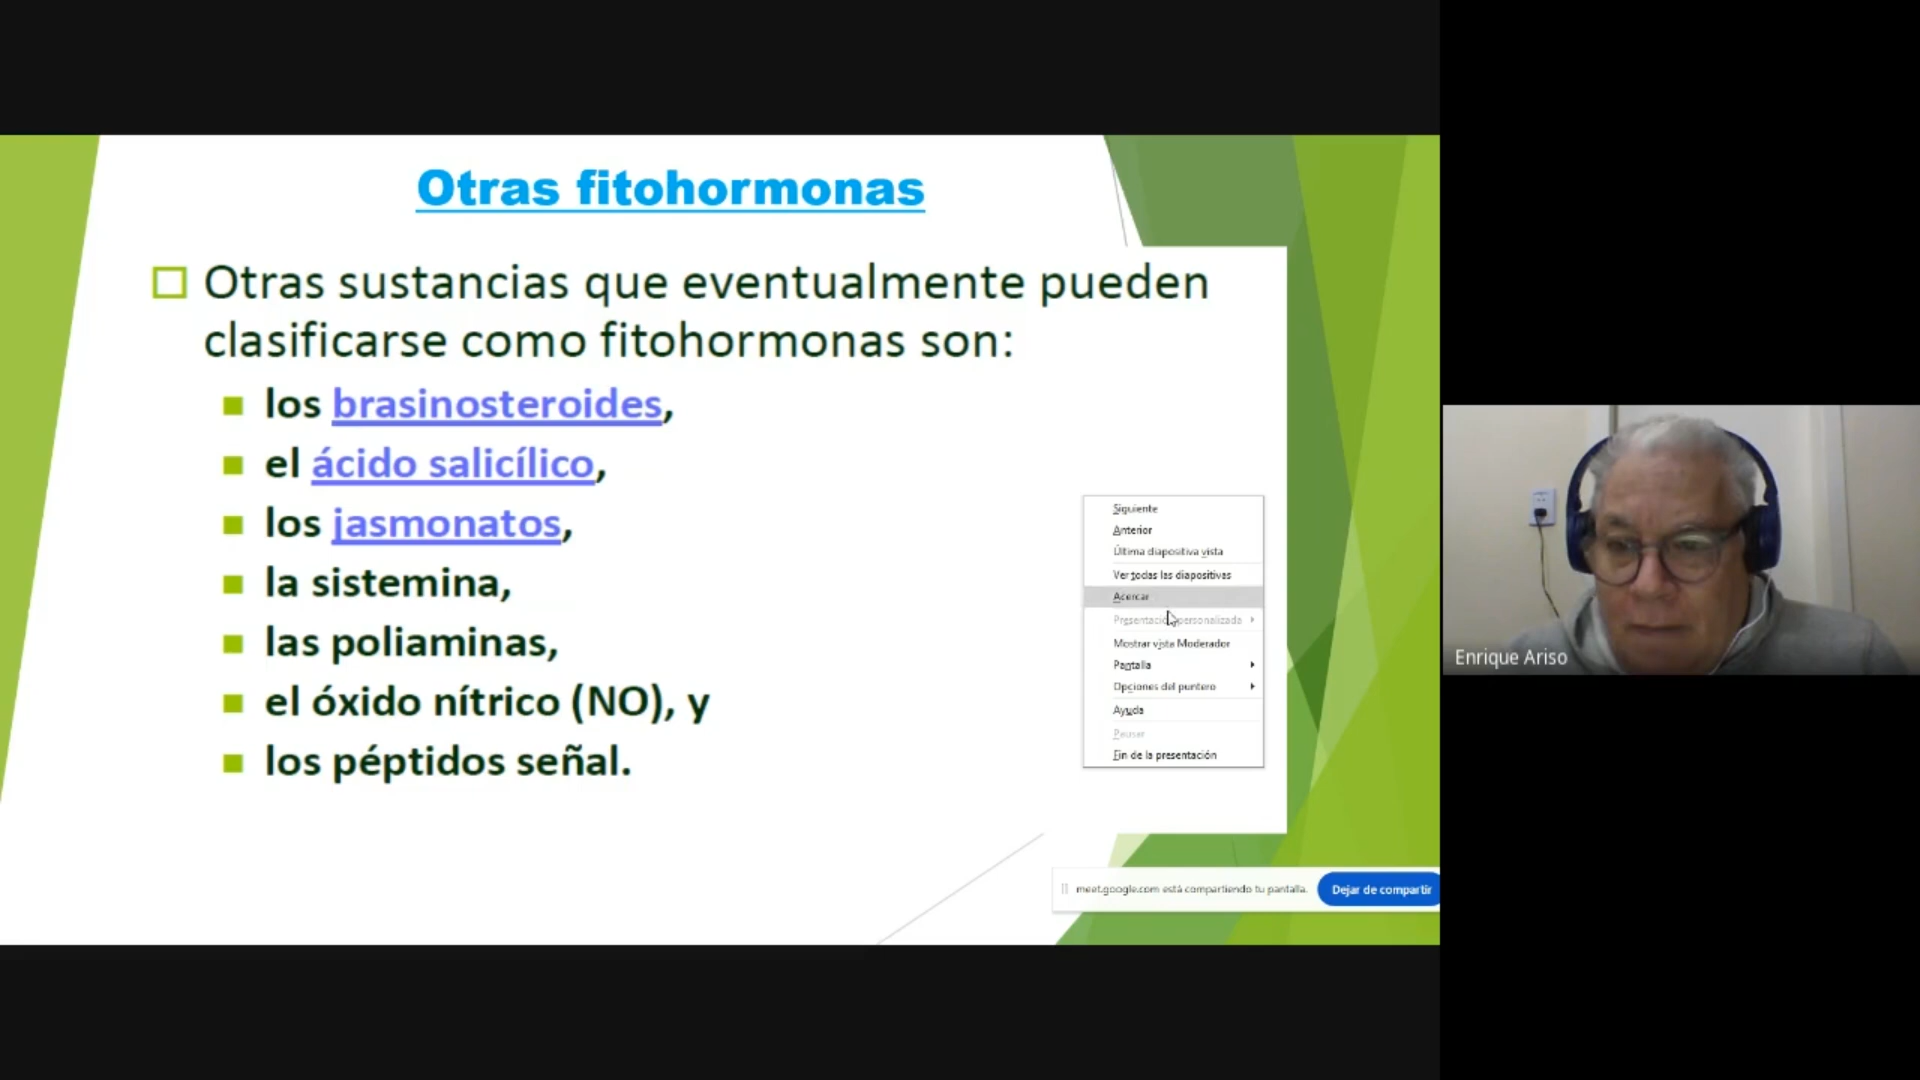 Otras fitohormonas
Otras sustancias que eventualmente pueden
clasificarse como fitohormonas son:
los brasinosteroides,
el ácido salicílico,
los jasmonatos,
la sistemina,
las poliaminas,
el óxido nítrico (NO), y
los péptidos señal.
Siguiente
Anterior
Última diapositiva vista
Ver todas las diapositivas
Acercar
Presentación personalizada
Mostrar vista Moderador
Pantalla
Opciones del puntero
Ayuda
Pausar
Fin de la presentación
meet.google.com está compartiendo tu pantalla.
Dejar de compartir
Enrique Ariso